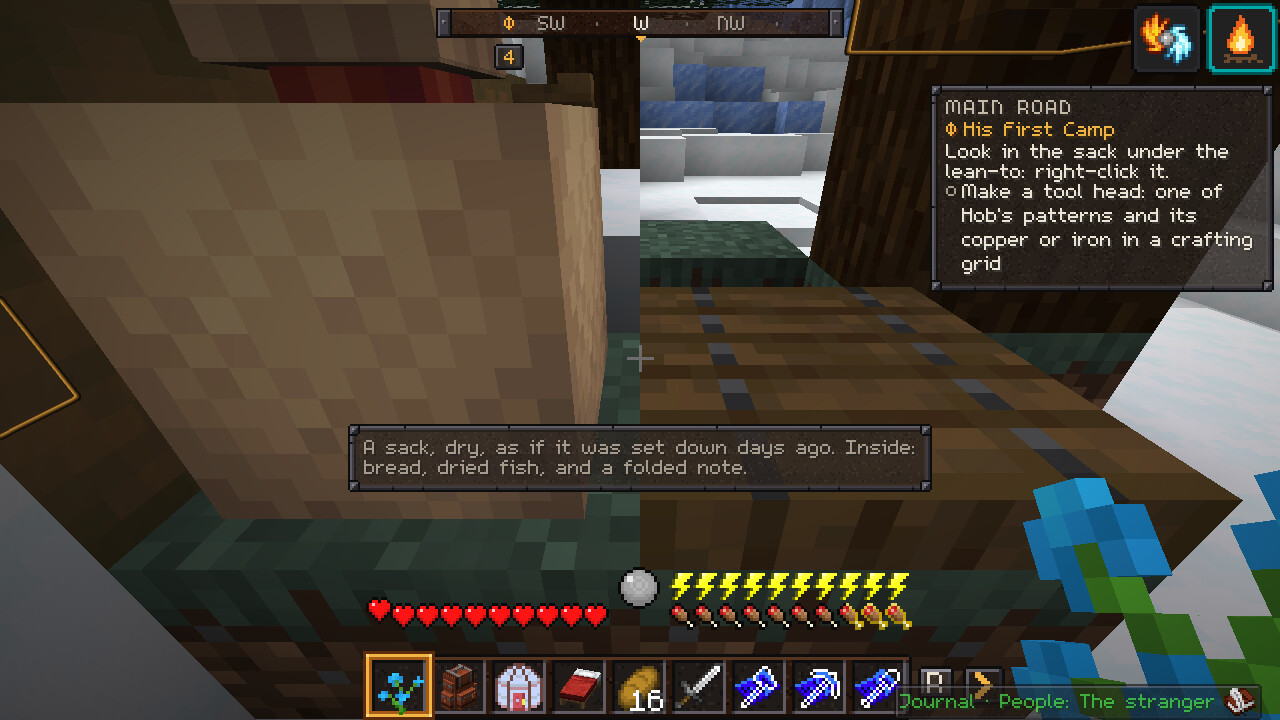 SW · W · NW
4
MAIN ROAD
His First Camp
Look in the sack under the
lean-to: right-click it.
Make a tool head: one of
Hob's patterns and its
copper or iron in a crafting
grid
A sack, dry, as if it was set down days ago. Inside:
bread, dried fish, and a folded note.
16
R
Journal · People: The stranger